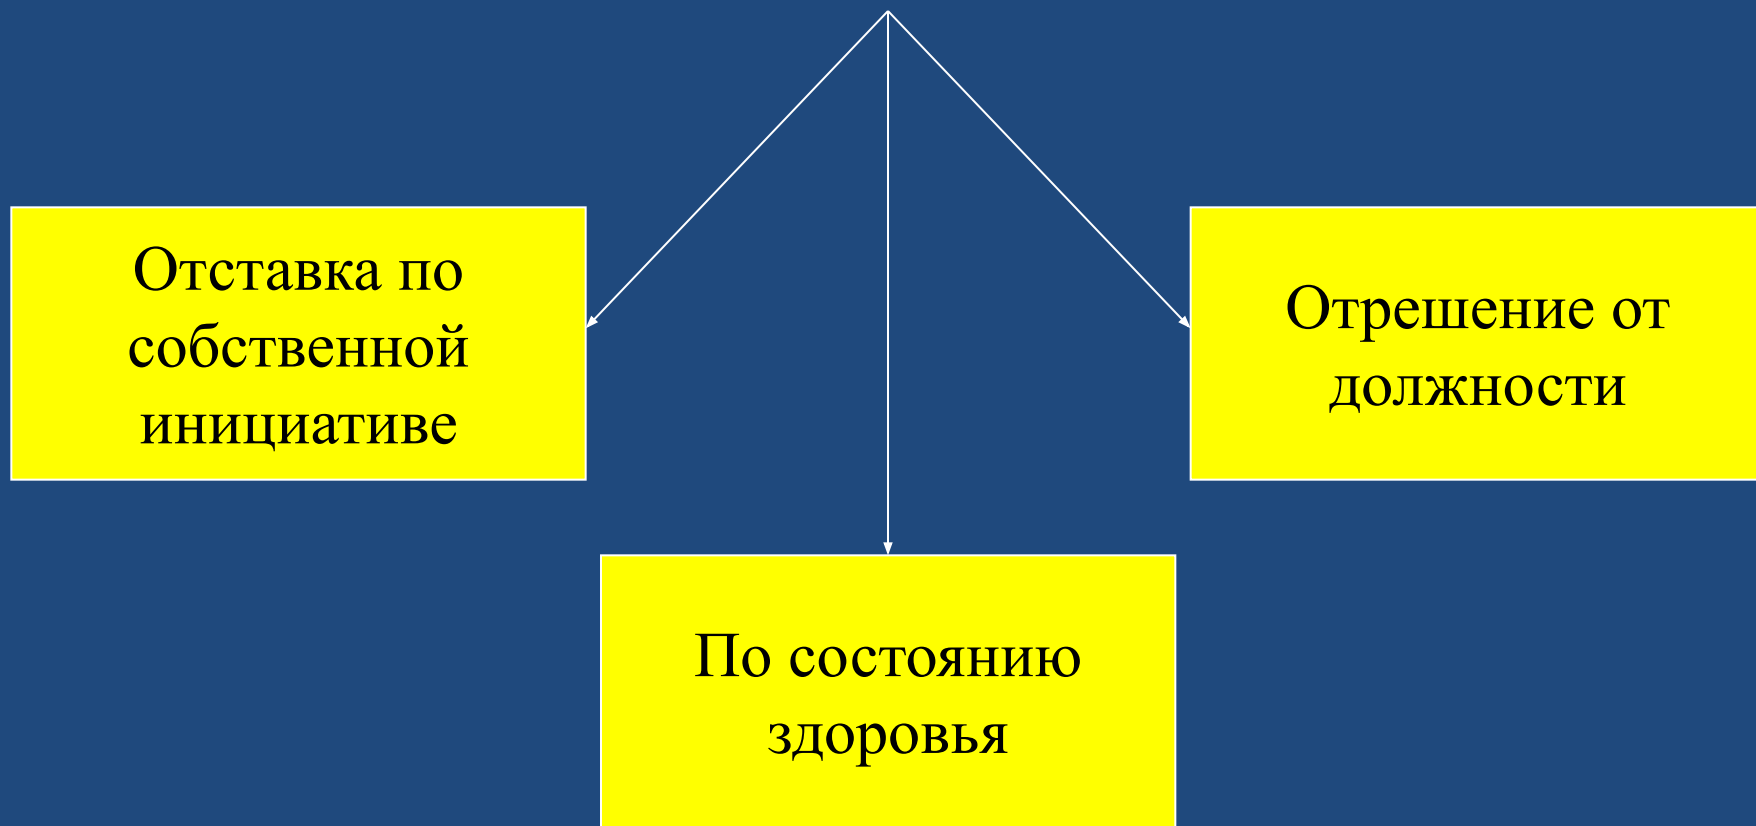 Отставка по
собственной
инициативе
Отрешение от
должности
По состоянию
здоровья